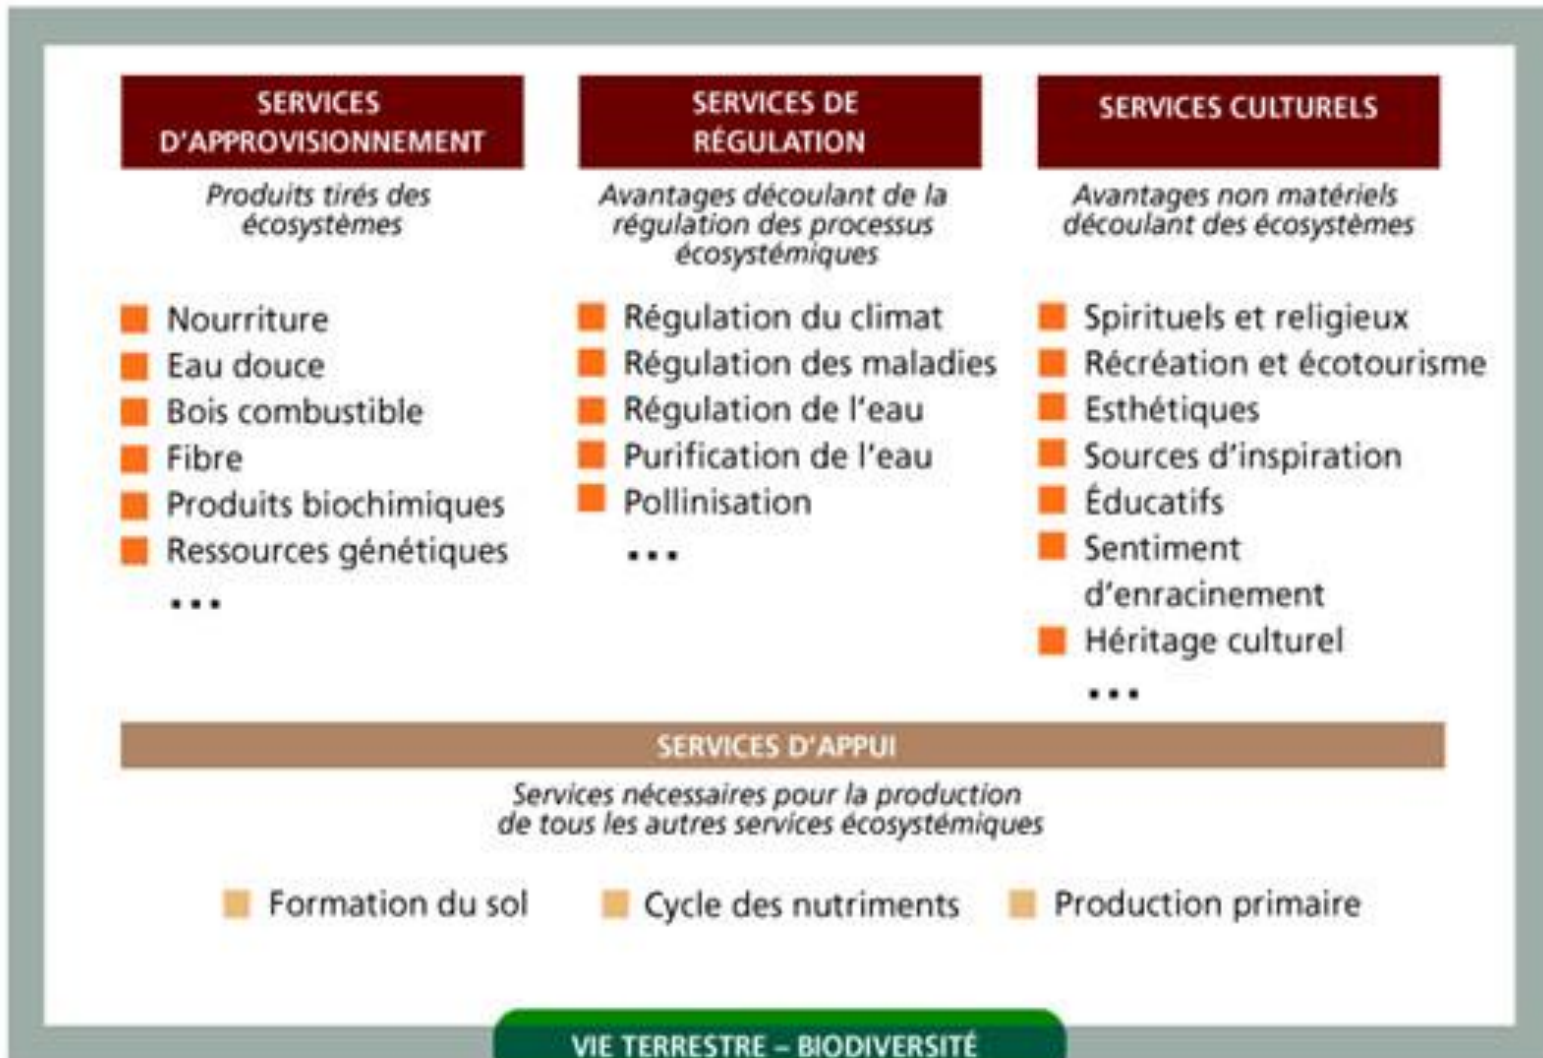 SERVICES
D'APPROVISIONNEMENT
Produits tirés des
écosystèmes
Nourriture
Eau douce
Bois combustible
Fibre
Produits biochimiques
Ressources génétiques
...
SERVICES DE
RÉGULATION
Avantages découlant de la
régulation des processus
écosystémiques
Régulation du climat
Régulation des maladies
Régulation de l'eau
Purification de l'eau
Pollinisation
...
SERVICES CULTURELS
Avantages non matériels
découlant des écosystèmes
Spirituels et religieux
Récréation et écotourisme
Esthétiques
Sources d'inspiration
Éducatifs
Sentiment
d'enracinement
Héritage culturel
...
SERVICES D'APPUI
Services nécessaires pour la production
de tous les autres services écosystémiques
Formation du sol
Cycle des nutriments
Production primaire
VIE TERRESTRE – BIODIVERSITÉ